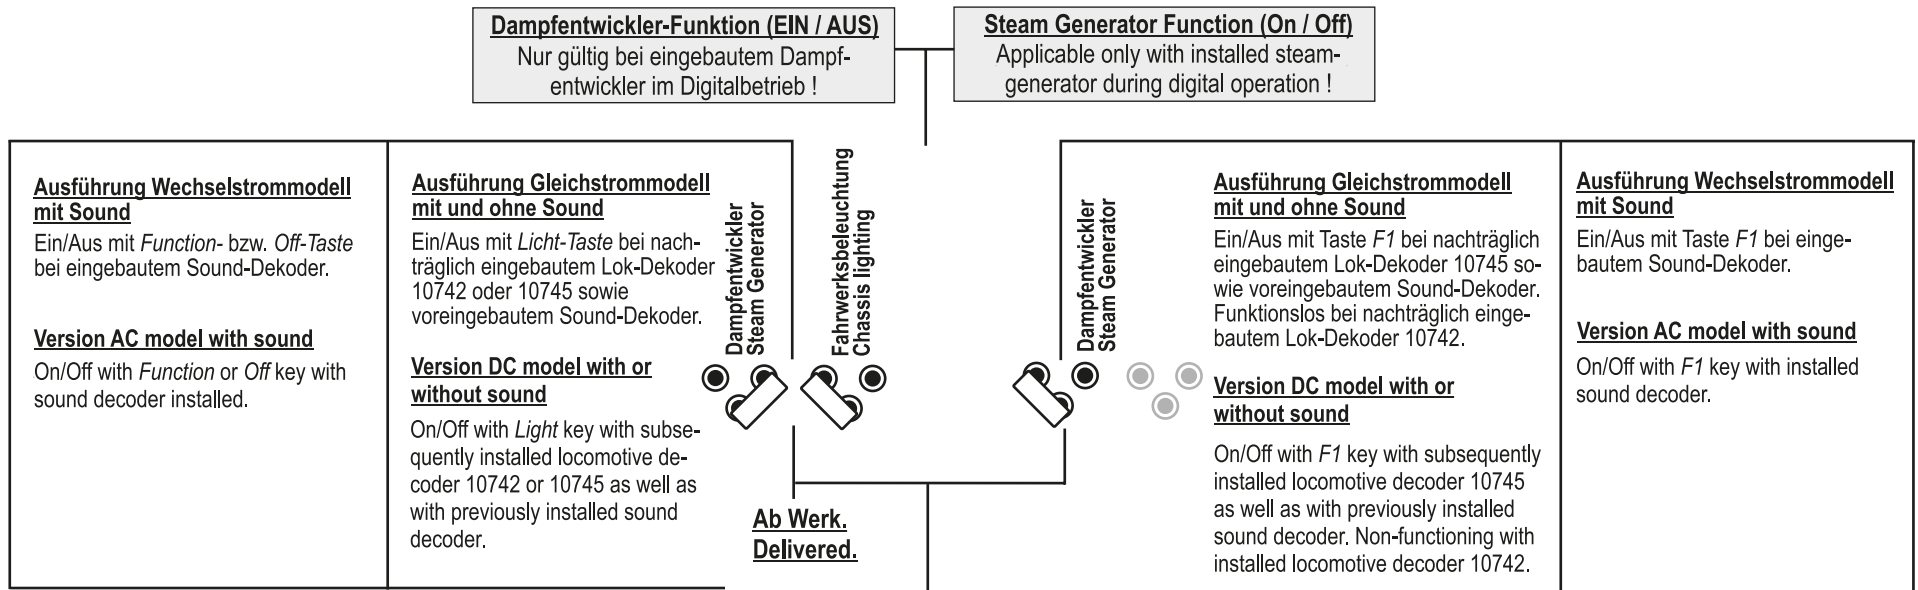 Dampfentwickler-Funktion (EIN / AUS)
Nur gültig bei eingebautem Dampf-
entwickler im Digitalbetrieb !
Steam Generator Function (On / Off)
Applicable only with installed steam-
generator during digital operation !
Ausführung Wechselstrommodell
mit Sound
Ein/Aus mit Function- bzw. Off-Taste
bei eingebautem Sound-Dekoder.
Version AC model with sound
On/Off with Function or Off key with
sound decoder installed.
Ausführung Gleichstrommodell
mit und ohne Sound
Ein/Aus mit Licht-Taste bei nach-
träglich eingebautem Lok-Dekoder
10742 oder 10745 sowie
voreingebautem Sound-Dekoder.
Version DC model with or
without sound
On/Off with Light key with subse-
quently installed locomotive de-
coder 10742 or 10745 as well as
with previously installed sound
decoder.
Dampfentwickler
Steam Generator
Fahrwerksbeleuchtung
Chassis lighting
Ab Werk.
Delivered.
Dampfentwickler
Steam Generator
Ausführung Gleichstrommodell
mit und ohne Sound
Ein/Aus mit Taste F1 bei nachträglich
eingebautem Lok-Dekoder 10745 so-
wie voreingebautem Sound-Dekoder.
Funktionslos bei nachträglich einge-
bautem Lok-Dekoder 10742.
Version DC model with or
without sound
On/Off with F1 key with subsequently
installed locomotive decoder 10745
as well as with previously installed
sound decoder. Non-functioning with
installed locomotive decoder 10742.
Ausführung Wechselstrommodell
mit Sound
Ein/Aus mit Taste F1 bei einge-
bautem Sound-Dekoder.
Version AC model with sound
On/Off with F1 key with installed
sound decoder.